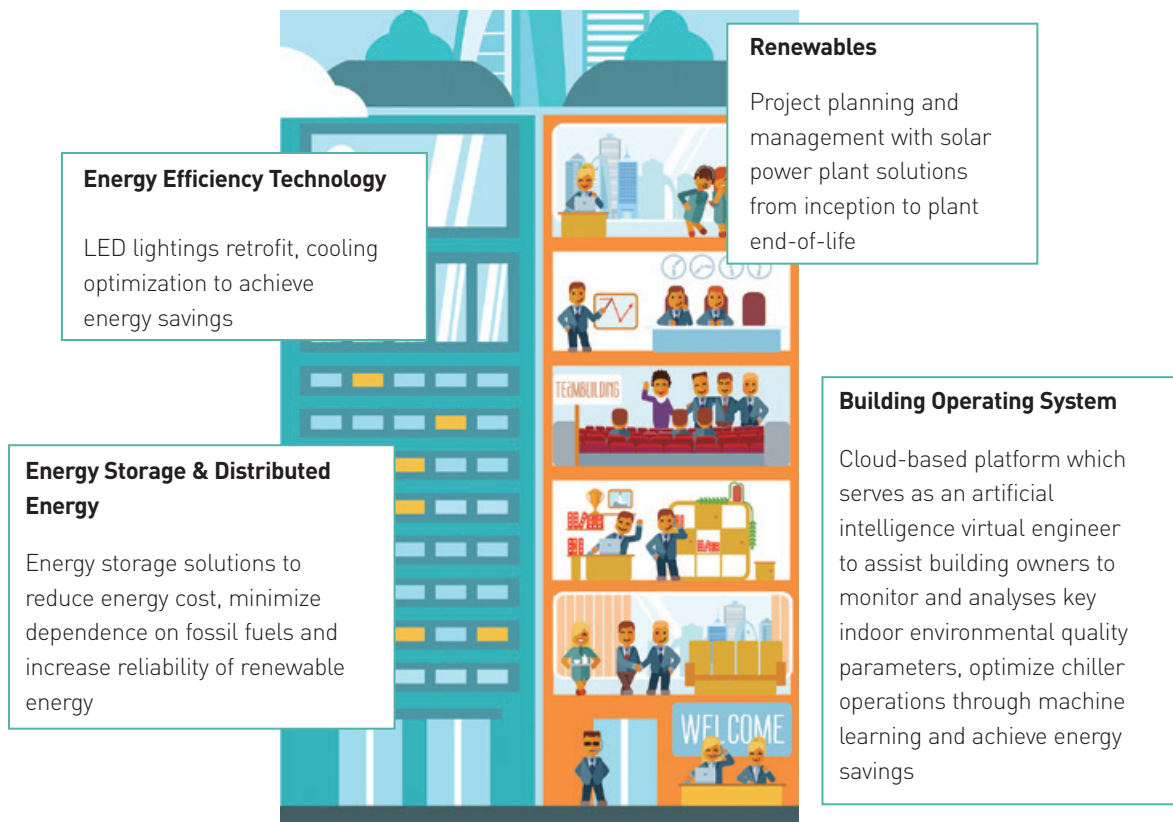 Renewables
Project planning and
management with solar
power plant solutions
from inception to plant
end-of-life
Energy Efficiency Technology
LED lightings retrofit, cooling
optimization to achieve
energy savings
TEAMBUILDING
Building Operating System
Cloud-based platform which
serves as an artificial
intelligence virtual engineer
to assist building owners to
monitor and analyses key
indoor environmental quality
parameters, optimize chiller
operations through machine
learning and achieve energy
savings
Energy Storage & Distributed
Energy
Energy storage solutions to
reduce energy cost, minimize
dependence on fossil fuels and
increase reliability of renewable
energy
WELCOME